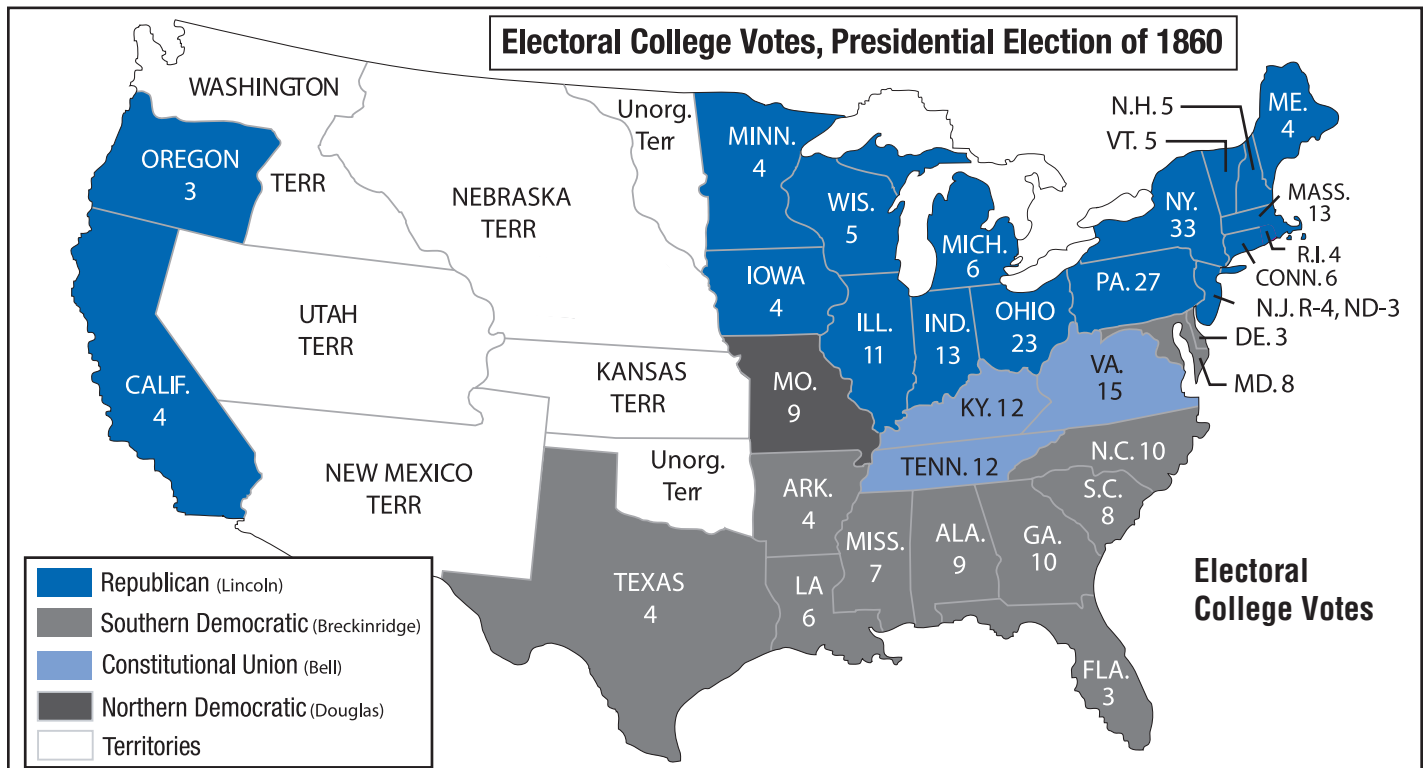 Electoral College Votes, Presidential Election of 1860
WASHINGTON
TERR
OREGON
3
CALIF.
4
NEBRASKA
TERR
Unorg.
Terr
UTAH
TERR
KANSAS
TERR
NEW MEXICO
TERR
Unorg.
Terr
MINN.
4
WIS.
5
MICH.
6
IOWA
4
ILL.
11
IND.
13
OHIO
23
PA. 27
NY.
33
ME.
4
N.H. 5
VT. 5
MASS.
13
R.I. 4
CONN. 6
N.J. R-4, ND-3
DE. 3
MD. 8
VA.
15
KY. 12
TENN. 12
MO.
9
N.C. 10
S.C.
8
GA.
10
ALA.
9
MISS.
7
ARK.
4
LA
6
TEXAS
4
FLA.
3
Electoral
College Votes
Republican (Lincoln)
Southern Democratic (Breckinridge)
Constitutional Union (Bell)
Northern Democratic (Douglas)
Territories